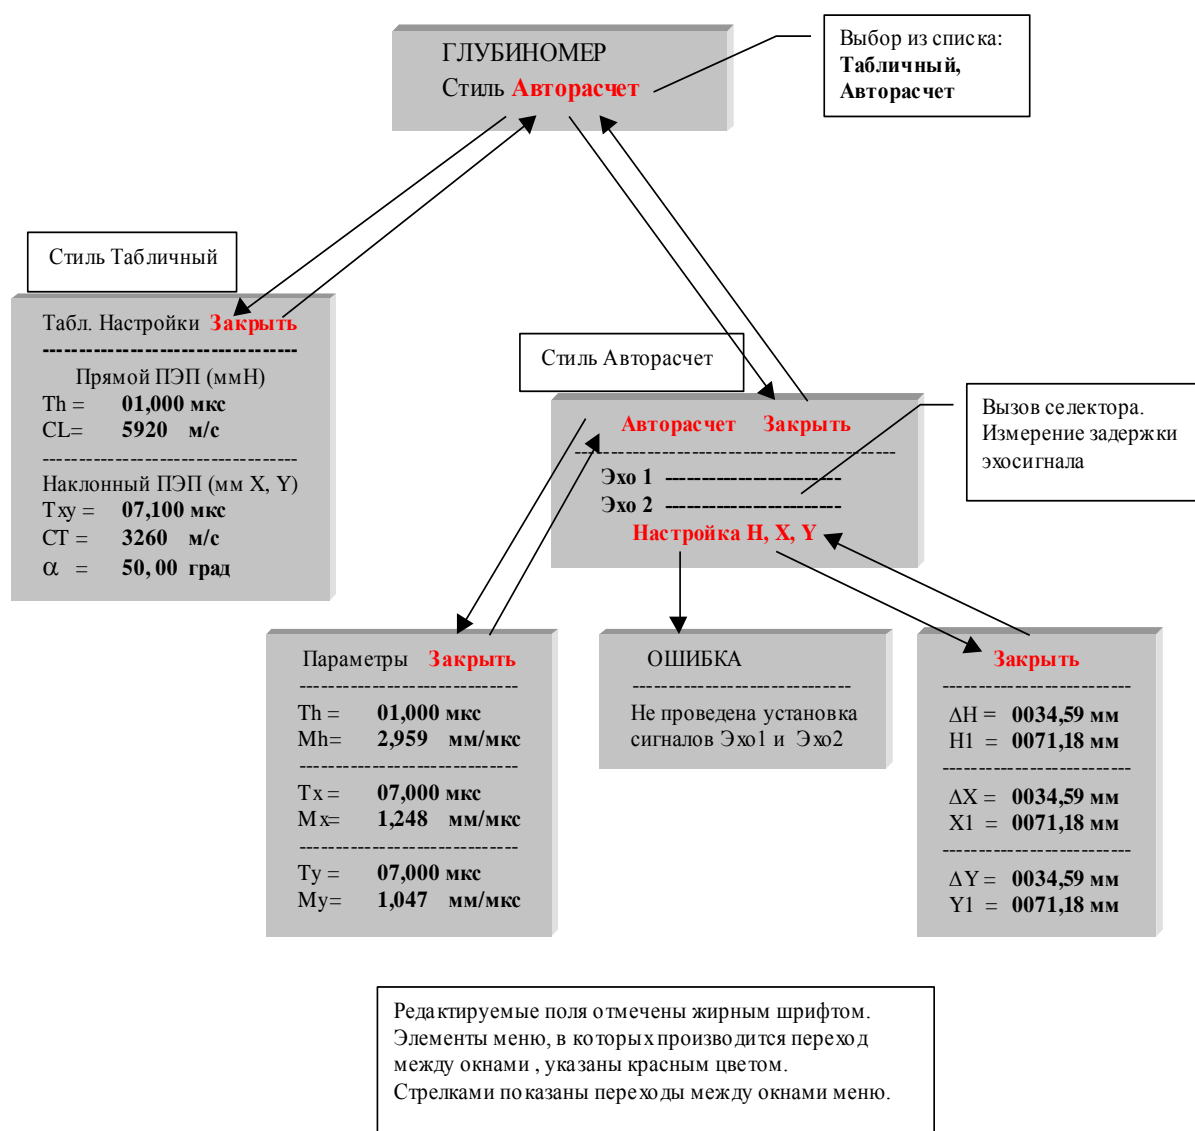 ГЛУБИНОМЕР
Стиль Авторасчет
Выбор из списка:
Табличный,
Авторасчет
Стиль Табличный
Табл. Настройки Закрыть
------------------------------------
Прямой ПЭП (ммH)
Th = 01,000 мкс
CL= 5920 м/с
------------------------------------
Наклонный ПЭП (мм X, Y)
Txy = 07,100 мкс
CT = 3260 м/с
α = 50,00 град
Стиль Авторасчет
Авторасчет Закрыть
---------------------------------------------
Эхо 1 -------------------------
Эхо 2 -------------------------
Настройка H, X, Y
Вызов селектора.
Измерение задержки
эхосигнала
Параметры Закрыть
------------------------------
Th = 01,000 мкс
Mh= 2,959 мм/мкс
------------------------------
Tx = 07,000 мкс
Mx= 1,248 мм/мкс
------------------------------
Ty = 07,000 мкс
My= 1,047 мм/мкс
ОШИБКА
------------------------------
Не проведена установка
сигналов Эхо1 и Эхо2
Закрыть
--------------------------
ΔH = 0034,59 мм
H1 = 0071,18 мм
--------------------------
ΔX = 0034,59 мм
X1 = 0071,18 мм
--------------------------
ΔY = 0034,59 мм
Y1 = 0071,18 мм
Редактируемые поля отмечены жирным шрифтом.
Элементы меню, в которых производится переход
между окнами , указаны красным цветом.
Стрелками показаны переходы между окнами меню.